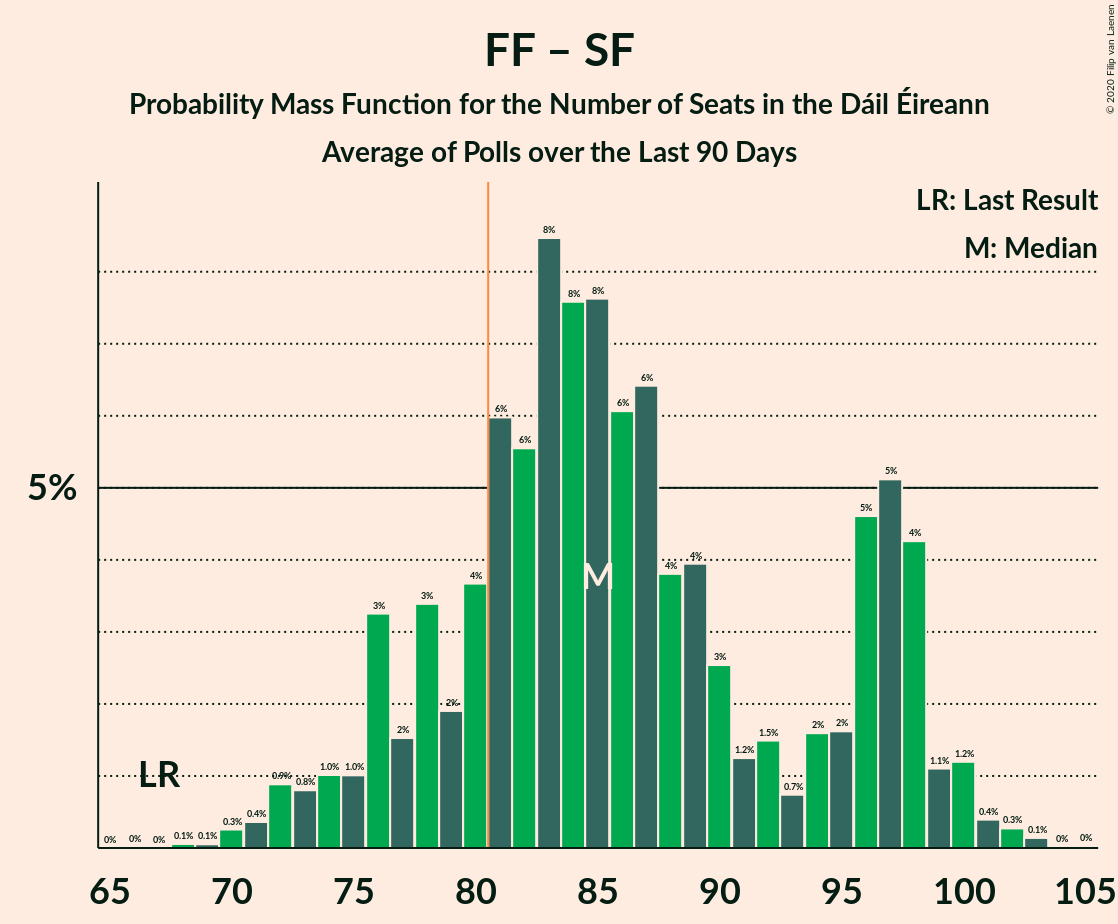 FF – SF
Probability Mass Function for the Number of Seats in the Dáil Éireann
Average of Polls over the Last 90 Days
© 2020 Filip van Laenen
LR: Last Result
M: Median
5%
LR
M
0% 0% 0% 0.1% 0.1% 0.3% 0.4% 0.9% 0.8% 1.0% 1.0% 3% 2% 3% 2% 4% 6% 6% 8% 8% 8% 6% 6% 4% 4% 3% 1.2% 1.5% 0.7% 2% 2% 5% 5% 4% 1.1% 1.2% 0.4% 0.3% 0.1% 0% 0%
65 70 75 80 85 90 95 100 105